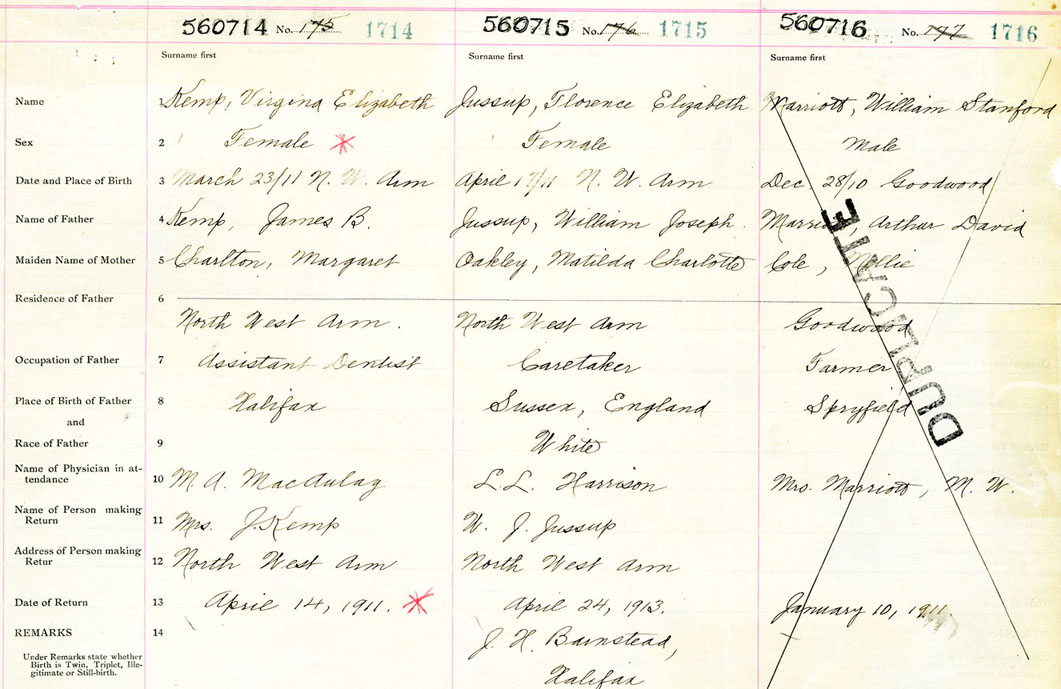 560714 No. 175 1714 560715 No. 176 1715 560716 No. 177 1716
Surname first Surname first Surname first
Name 1 Kemp, Virginia Elizabeth Jussup, Florence Elizabeth Marriott, William Stanford
Sex 2 Female * Female Male
Date and Place of Birth 3 March 23/11 N. W. Arm April 17/11 N. W. Arm Dec. 28/10 Goodwood
Name of Father 4 Kemp, James B. Jussup, William Joseph. Marriott, Arthur David
Maiden Name of Mother 5 Charlton, Margaret Oakley, Matilda Charlotte Cole, Mollie
Residence of Father 6
North West Arm. North West Arm Goodwood
Occupation of Father 7 Assistant Dentist Caretaker Farmer
Place of Birth of Father 8 Halifax Sussex, England Spryfield
and
Race of Father 9 White
Name of Physician in at-
tendance 10 M. A. MacAulay L. L. Harrison Mrs. Marriott, M. W.
Name of Person making
Return 11 Mrs. J. Kemp W. J. Jussup
Address of Person making
Retur 12 North West Arm North West Arm
Date of Return 13 April 14, 1911. * April 24, 1913. January 10, 1911.
REMARKS 14 J. H. Barnstead,
Under Remarks state whether
Birth is Twin, Triplet, Ille-
gitimate or Still-birth.
Halifax
DUPLICATE